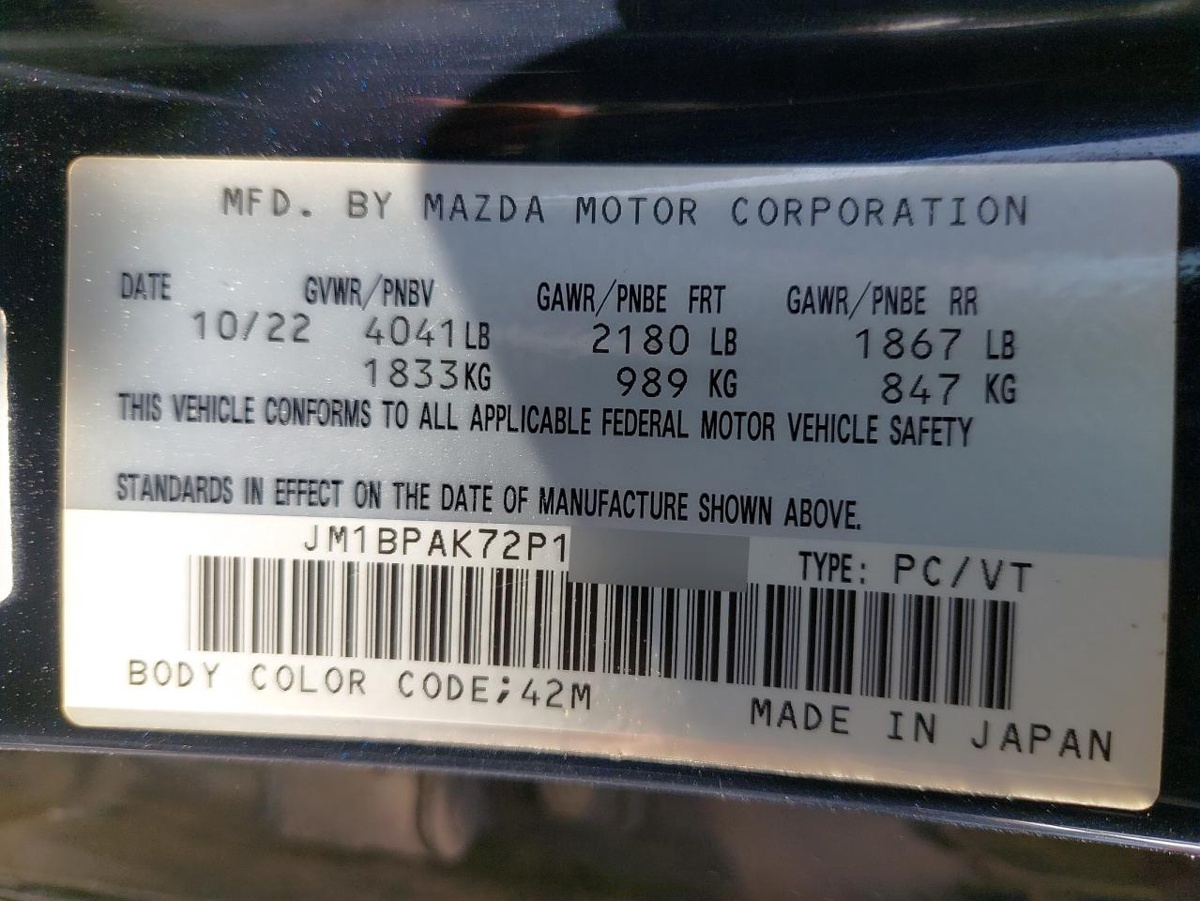 MFD. BY MAZDA MOTOR CORPORATION
DATE GVWR/PNBV GAWR/PNBE FRT GAWR/PNBE RR
10/22 4041LB 2180 LB 1867 LB
1833KG 989 KG 847 KG
THIS VEHICLE CONFORMS TO ALL APPLICABLE FEDERAL MOTOR VEHICLE SAFETY
STANDARDS IN EFFECT ON THE DATE OF MANUFACTURE SHOWN ABOVE.
JM1BPAK72P1 TYPE: PC/VT
BODY COLOR CODE;42M MADE IN JAPAN